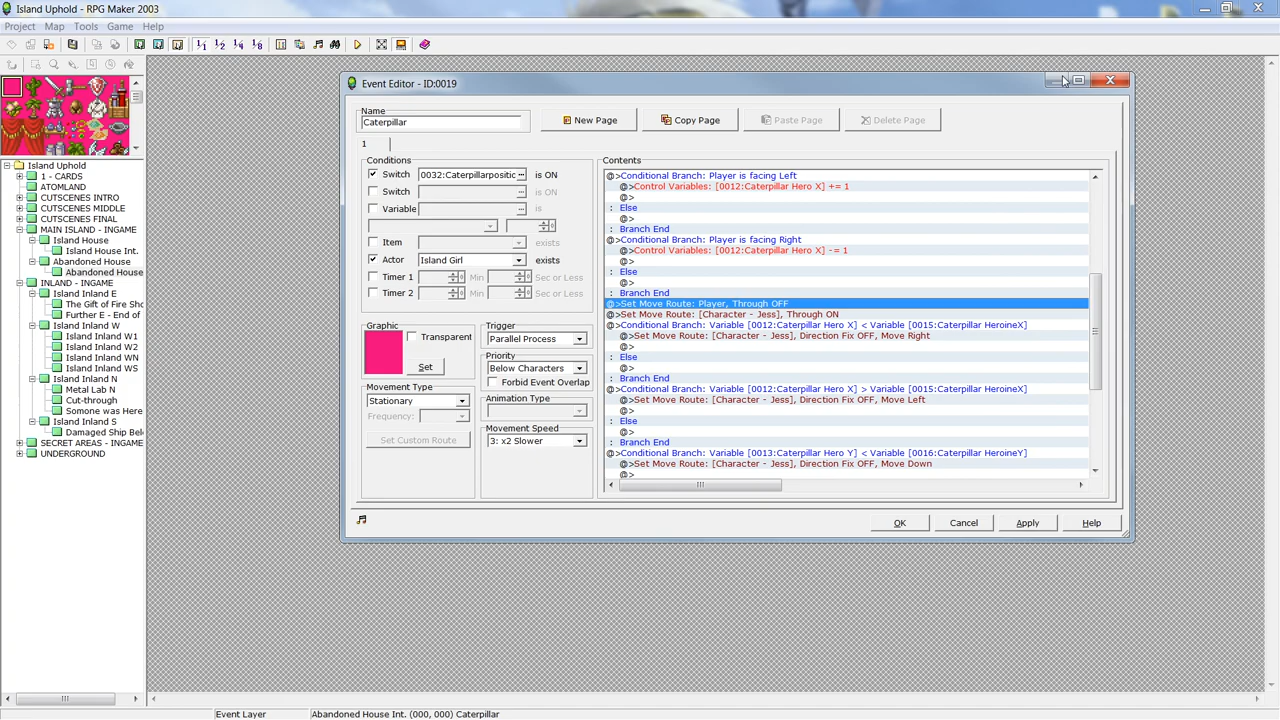 Island Uphold - RPG Maker 2003
Project Map Tools Game Help
1/1 1/2 1/4 1/8
Island Uphold
1 - CARDS
ATOMLAND
CUTSCENES INTRO
CUTSCENES MIDDLE
CUTSCENES FINAL
MAIN ISLAND - INGAME
Island House
Island House Int.
Abandoned House
Abandoned House
INLAND - INGAME
Island Inland E
The Gift of Fire Sho
Further E - End of
Island Inland W
Island Inland W1
Island Inland W2
Island Inland WN
Island Inland WS
Island Inland N
Metal Lab N
Cut-through
Somone was Here
Island Inland S
Damaged Ship Bel
SECRET AREAS - INGAME
UNDERGROUND
Event Editor - ID:0019
Name
Caterpillar
New Page Copy Page Paste Page Delete Page
1
Conditions
Switch 0032:Caterpillarpositic ... is ON
Switch ... is ON
Variable ... is
Item exists
Actor Island Girl exists
Timer 1 Min Sec or Less
Timer 2 Min Sec or Less
Graphic
Transparent
Set
Movement Type
Stationary
Frequency:
Set Custom Route
Trigger
Parallel Process
Priority
Below Characters
Forbid Event Overlap
Animation Type
Movement Speed
3: x2 Slower
Contents
@>Conditional Branch: Player is facing Left
@>Control Variables: [0012:Caterpillar Hero X] += 1
@>
: Else
@>
: Branch End
@>Conditional Branch: Player is facing Right
@>Control Variables: [0012:Caterpillar Hero X] -= 1
@>
: Else
@>
: Branch End
@>Set Move Route: Player, Through OFF
@>Set Move Route: [Character - Jess], Through ON
@>Conditional Branch: Variable [0012:Caterpillar Hero X] < Variable [0015:Caterpillar HeroineX]
@>Set Move Route: [Character - Jess], Direction Fix OFF, Move Right
@>
: Else
@>
: Branch End
@>Conditional Branch: Variable [0012:Caterpillar Hero X] > Variable [0015:Caterpillar HeroineX]
@>Set Move Route: [Character - Jess], Direction Fix OFF, Move Left
@>
: Else
@>
: Branch End
@>Conditional Branch: Variable [0013:Caterpillar Hero Y] < Variable [0016:Caterpillar HeroineY]
@>Set Move Route: [Character - Jess], Direction Fix OFF, Move Down
@>
OK Cancel Apply Help
Event Layer
Abandoned House Int. (000, 000) Caterpillar